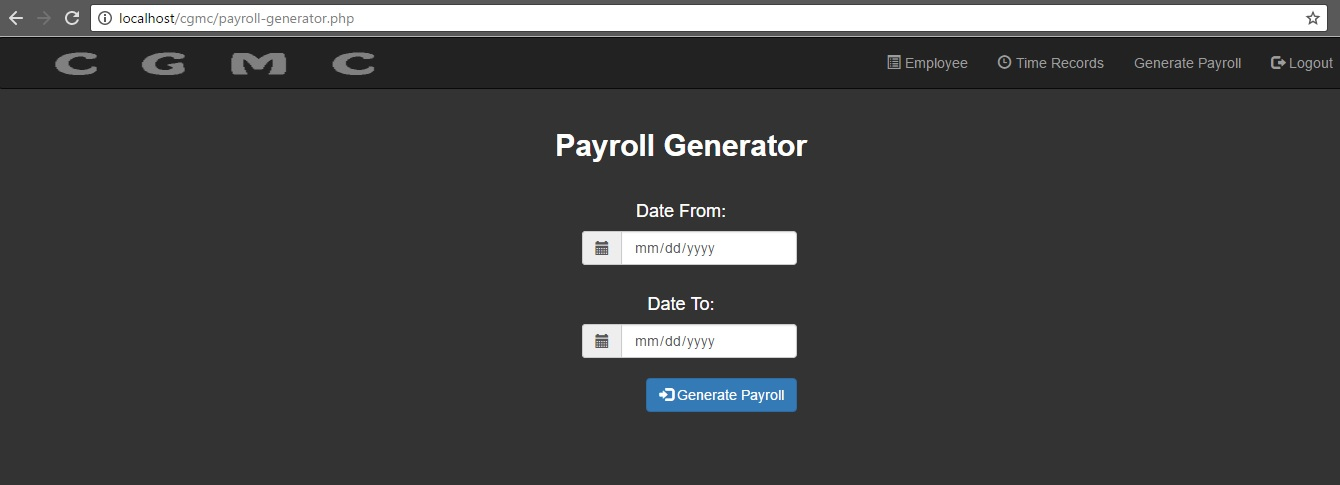 localhost/cgmc/payroll-generator.php
C G M C Employee Time Records Generate Payroll Logout
Payroll Generator
Date From:
mm/dd/yyyy
Date To:
mm/dd/yyyy
Generate Payroll